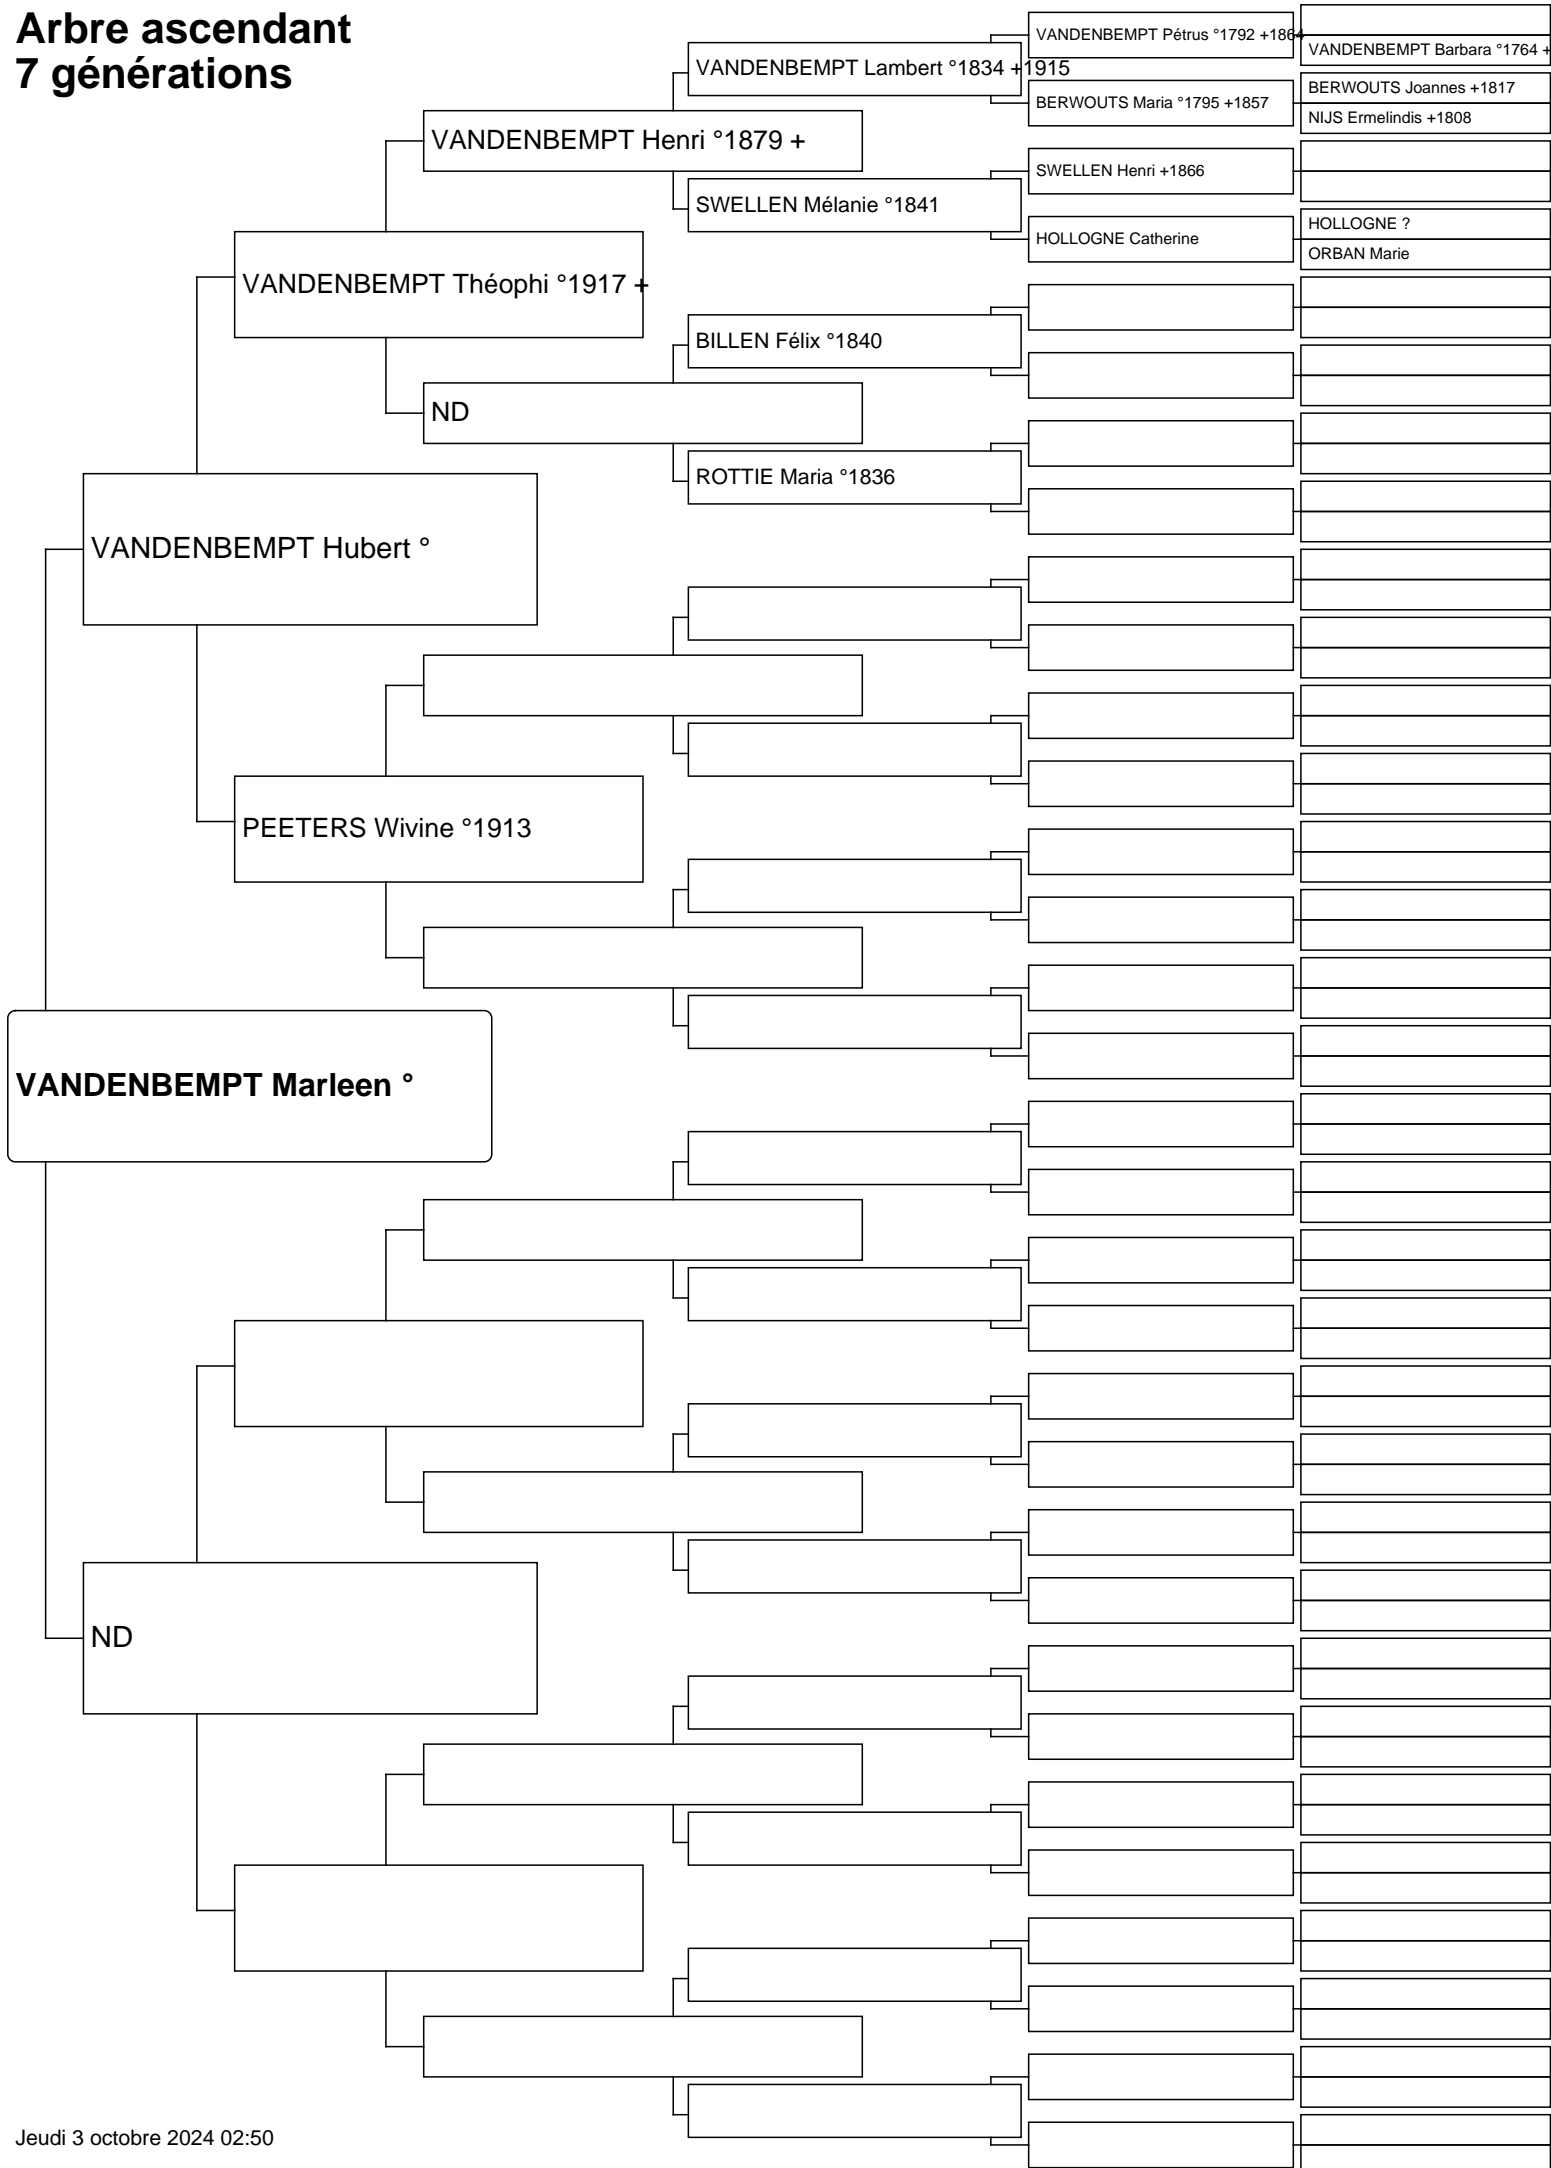 Arbre ascendant
7 générations
VANDENBEMPT Pétrus °1792 +1864
VANDENBEMPT Barbara °1764 +
VANDENBEMPT Lambert °1834 +1915
BERWOUTS Joannes +1817
BERWOUTS Maria °1795 +1857
NIJS Ermelindis +1808
VANDENBEMPT Henri °1879 +
SWELLEN Henri +1866
SWELLEN Mélanie °1841
HOLLOGNE ?
HOLLOGNE Catherine
ORBAN Marie
VANDENBEMPT Théophi °1917 +
BILLEN Félix °1840
ND
ROTTIE Maria °1836
VANDENBEMPT Hubert °
PEETERS Wivine °1913
VANDENBEMPT Marleen °
ND
Jeudi 3 octobre 2024 02:50